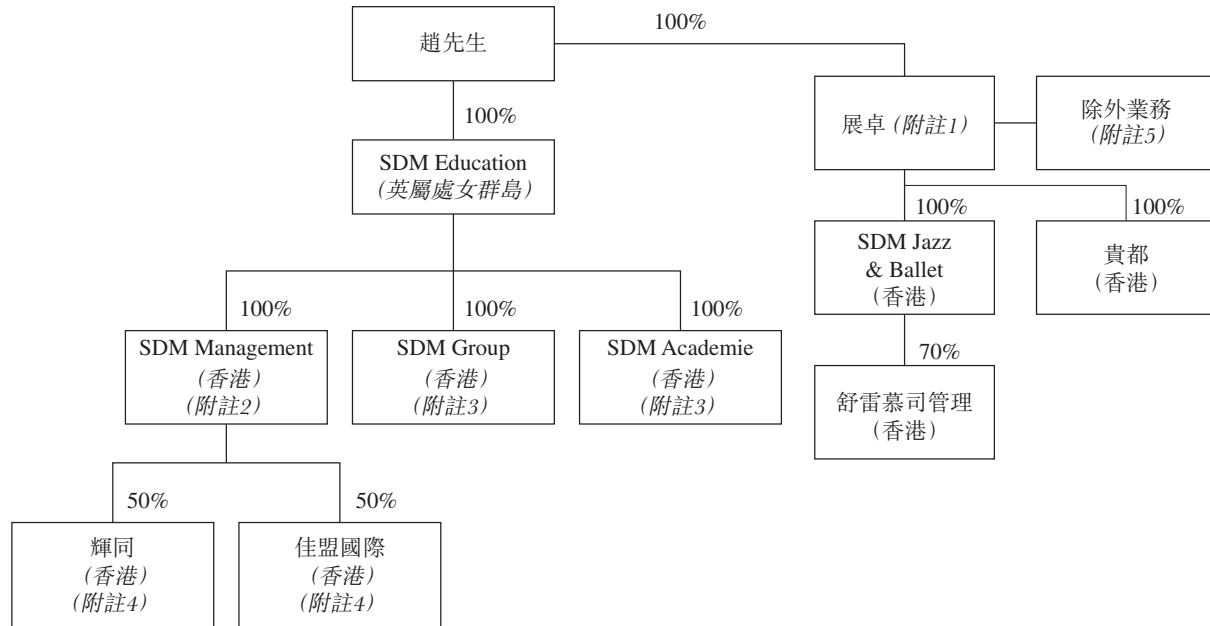 趙先生
100%
100%
展卓 (附註1)
除外業務
(附註5)
SDM Education
(英屬處女群島)
100%
SDM Jazz
& Ballet
(香港)
100%
貴都
(香港)
100%
SDM Management
(香港)
(附註2)
100%
SDM Group
(香港)
(附註3)
100%
SDM Academie
(香港)
(附註3)
70%
舒雷慕司管理
(香港)
50%
輝同
(香港)
(附註4)
50%
佳盟國際
(香港)
(附註4)